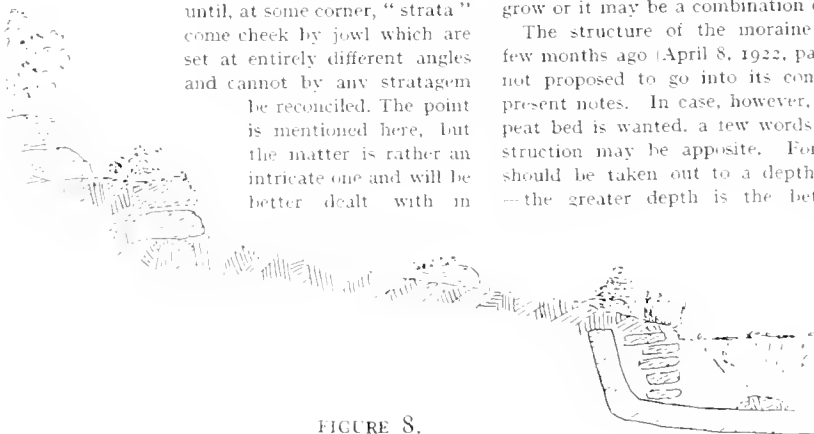 until, at some corner, “ strata ”
come cheek by jowl which are
set at entirely different angles
and cannot by any stratagem
be reconciled. The point
is mentioned here, but
the matter is rather an
intricate one and will be
better dealt with in
grow or it may be a combination
The structure of the moraine
few months ago (April 8, 1922,
not proposed to go into its
present notes. In case, however,
peat bed is wanted, a few words
struction may be apposite.
should be taken out to a depth
— the greater depth is the
FIGURE 8.